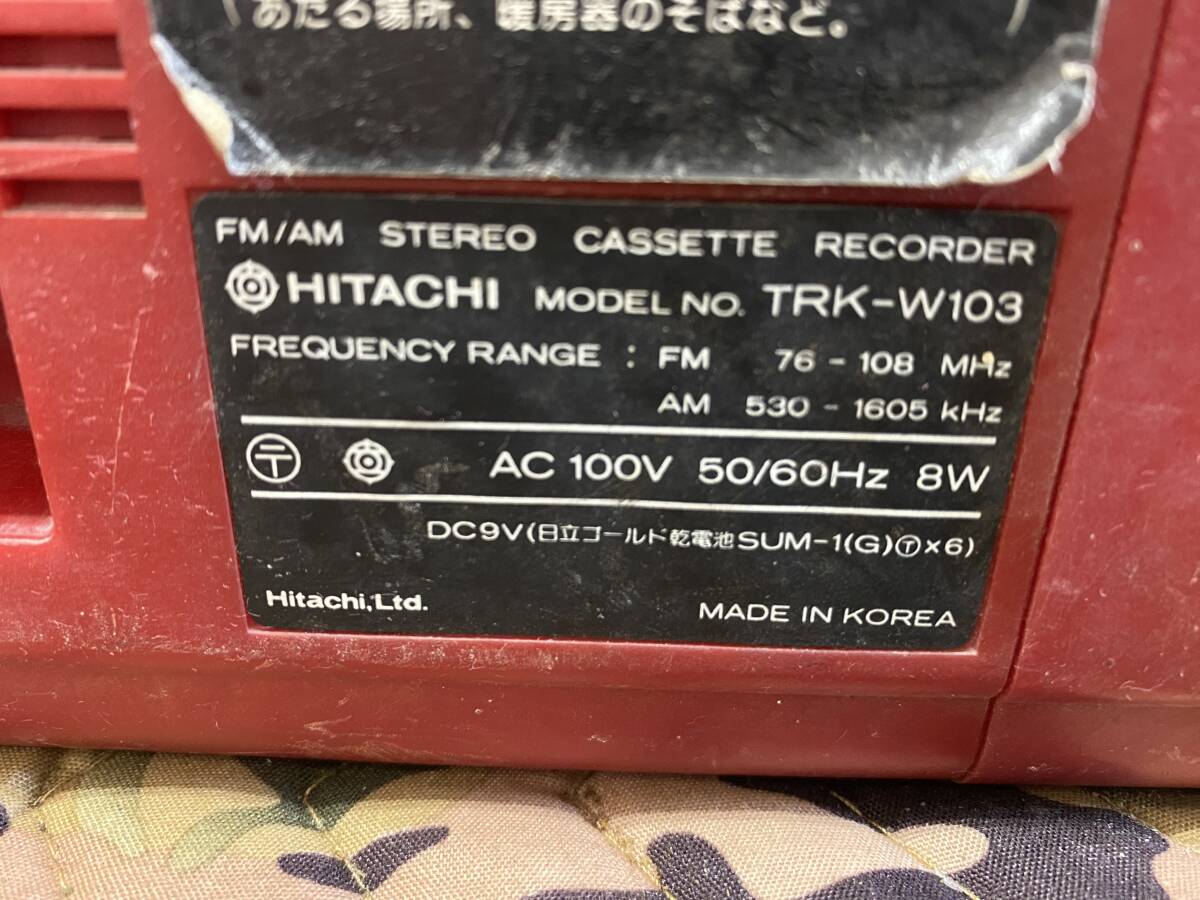 あたる場所、暖房器のそばなど。
FM/AM STEREO CASSETTE RECORDER
HITACHI MODEL NO. TRK-W103
FREQUENCY RANGE : FM 76 - 108 MHz
AM 530 - 1605 kHz
〒 AC 100V 50/60Hz 8W
DC9V(日立ゴールド乾電池SUM-1(G)Ⓣ×6)
Hitachi,Ltd. MADE IN KOREA